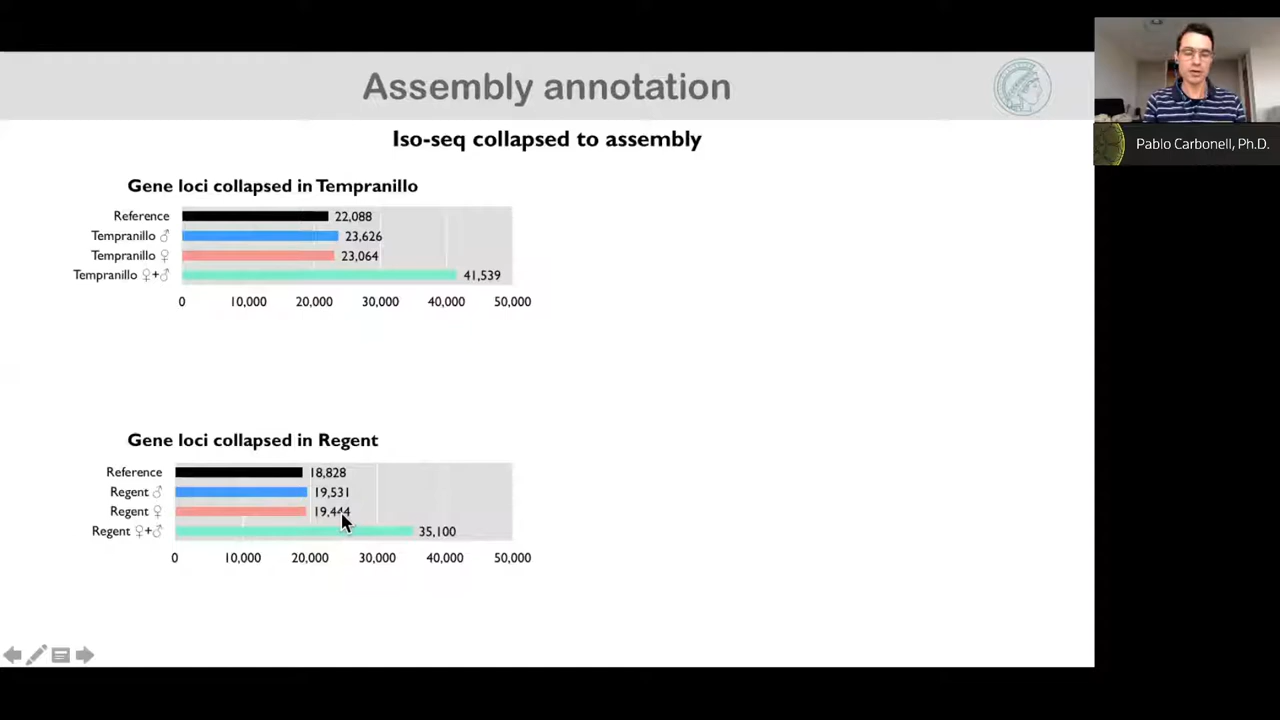 Assembly annotation
Pablo Carbonell, Ph.D.
Iso-seq collapsed to assembly
Gene loci collapsed in Tempranillo
Reference 22,088
Tempranillo ♂ 23,626
Tempranillo ♀ 23,064
Tempranillo ♀+♂ 41,539
0 10,000 20,000 30,000 40,000 50,000
Gene loci collapsed in Regent
Reference 18,828
Regent ♂ 19,531
Regent ♀ 19,444
Regent ♀+♂ 35,100
0 10,000 20,000 30,000 40,000 50,000